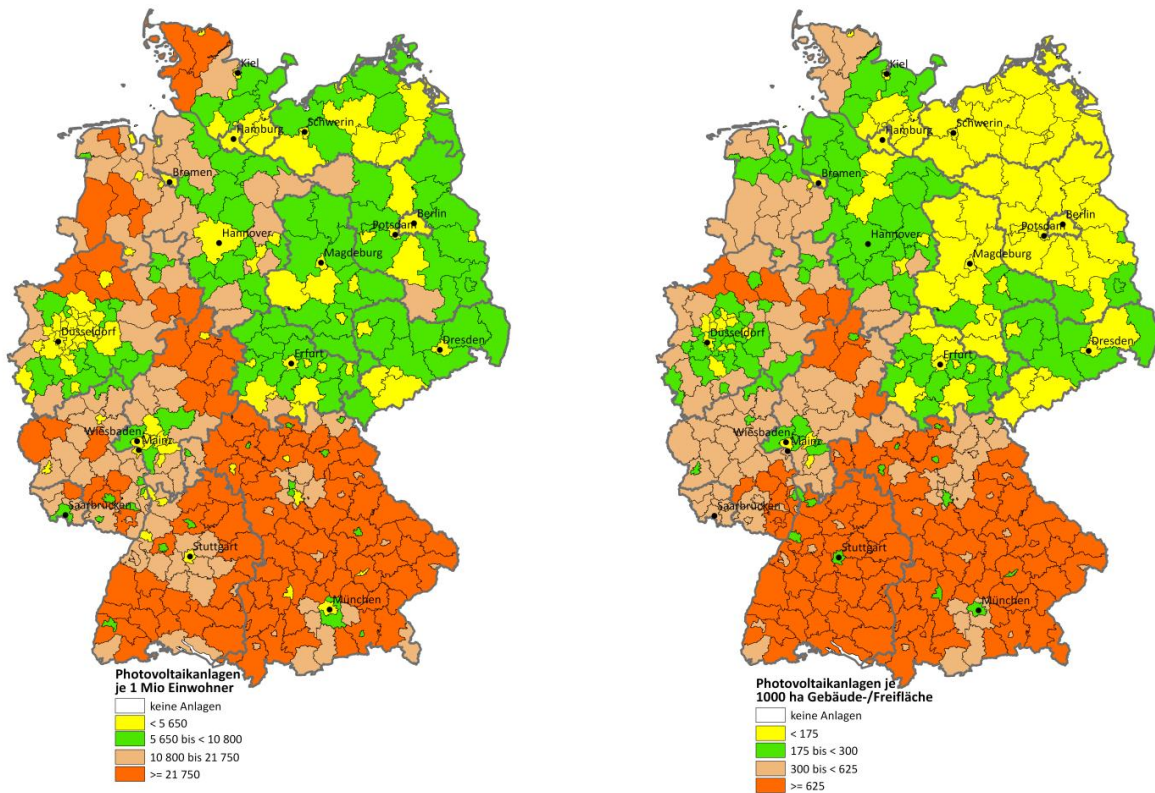 Kiel
Hamburg
Schwerin
Bremen
Berlin
Potsdam
Hannover
Magdeburg
Düsseldorf
Dresden
Erfurt
Wiesbaden
Mainz
Saarbrücken
Stuttgart
München
Photovoltaikanlagen
je 1 Mio Einwohner
keine Anlagen
< 5 650
5 650 bis < 10 800
10 800 bis 21 750
>= 21 750
Kiel
Hamburg
Schwerin
Bremen
Berlin
Potsdam
Hannover
Magdeburg
Düsseldorf
Dresden
Erfurt
Wiesbaden
Mainz
Saarbrücken
Stuttgart
München
Photovoltaikanlagen je
1000 ha Gebäude-/Freifläche
keine Anlagen
< 175
175 bis < 300
300 bis < 625
>= 625